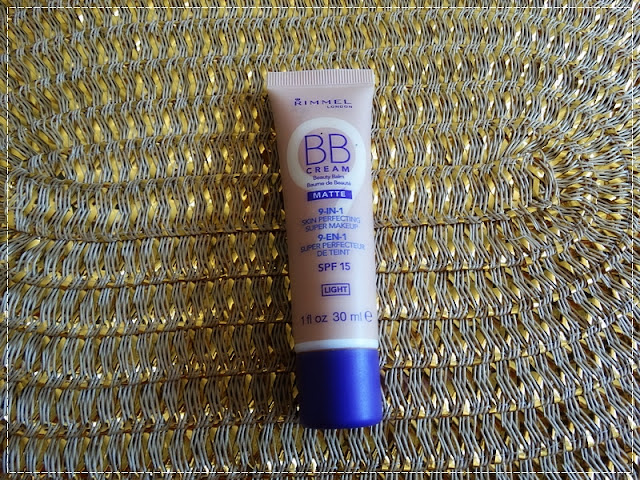 RIMMEL
LONDON
BB
CREAM
Beauty Balm
Baume de Beauté
MATTE
9-IN-1
SKIN PERFECTING
SUPER MAKEUP
9-EN-1
SUPER PERFECTEUR
DE TEINT
SPF 15
LIGHT
1 fl oz 30 ml e